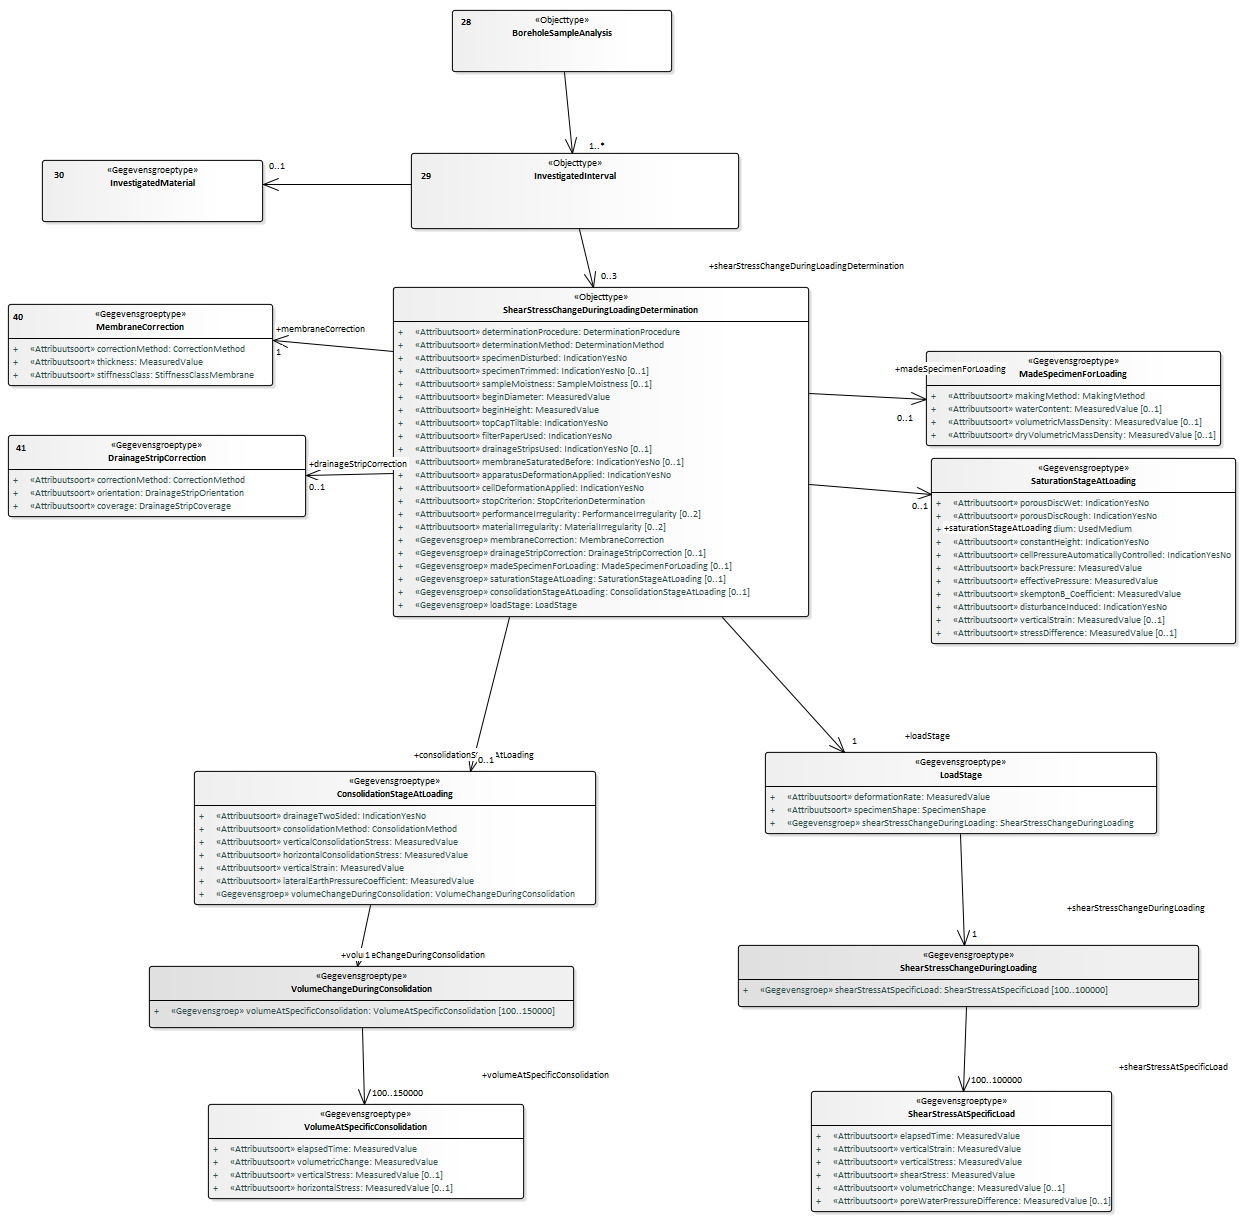 28
«Objecttype»
BoreholeSampleAnalysis
1..*
30
«Gegevensgroeptype»
InvestigatedMaterial
0..1
29
«Objecttype»
InvestigatedInterval
0..3
+shearStressChangeDuringLoadingDetermination
«Objecttype»
ShearStressChangeDuringLoadingDetermination
+ «Attribuutsoort» determinationProcedure: DeterminationProcedure
+ «Attribuutsoort» determinationMethod: DeterminationMethod
+ «Attribuutsoort» specimenDisturbed: IndicationYesNo
+ «Attribuutsoort» specimenTrimmed: IndicationYesNo [0..1]
+ «Attribuutsoort» sampleMoistness: SampleMoistness [0..1]
+ «Attribuutsoort» beginDiameter: MeasuredValue
+ «Attribuutsoort» beginHeight: MeasuredValue
+ «Attribuutsoort» topCapTiltable: IndicationYesNo
+ «Attribuutsoort» filterPaperUsed: IndicationYesNo
+ «Attribuutsoort» drainageStripsUsed: IndicationYesNo [0..1]
+ «Attribuutsoort» membraneSaturatedBefore: IndicationYesNo [0..1]
+ «Attribuutsoort» apparatusDeformationApplied: IndicationYesNo
+ «Attribuutsoort» cellDeformationApplied: IndicationYesNo
+ «Attribuutsoort» stopCriterion: StopCriterionDetermination
+ «Attribuutsoort» performanceIrregularity: PerformanceIrregularity [0..2]
+ «Attribuutsoort» materialIrregularity: MaterialIrregularity [0..2]
+ «Gegevensgroep» membraneCorrection: MembraneCorrection
+ «Gegevensgroep» drainageStripCorrection: DrainageStripCorrection [0..1]
+ «Gegevensgroep» madeSpecimenForLoading: MadeSpecimenForLoading [0..1]
+ «Gegevensgroep» saturationStageAtLoading: SaturationStageAtLoading [0..1]
+ «Gegevensgroep» consolidationStageAtLoading: ConsolidationStageAtLoading [0..1]
+ «Gegevensgroep» loadStage: LoadStage
40
«Gegevensgroeptype»
MembraneCorrection
+ «Attribuutsoort» correctionMethod: CorrectionMethod
+ «Attribuutsoort» thickness: MeasuredValue
+ «Attribuutsoort» stiffnessClass: StiffnessClassMembrane
+membraneCorrection
1
41
«Gegevensgroeptype»
DrainageStripCorrection
+ «Attribuutsoort» correctionMethod: CorrectionMethod
+ «Attribuutsoort» orientation: DrainageStripOrientation
+ «Attribuutsoort» coverage: DrainageStripCoverage
+drainageStripCorrection
0..1
+madeSpecimenForLoading
0..1
«Gegevensgroeptype»
MadeSpecimenForLoading
+ «Attribuutsoort» makingMethod: MakingMethod
+ «Attribuutsoort» waterContent: MeasuredValue [0..1]
+ «Attribuutsoort» volumetricMassDensity: MeasuredValue [0..1]
+ «Attribuutsoort» dryVolumetricMassDensity: MeasuredValue [0..1]
0..1
«Gegevensgroeptype»
SaturationStageAtLoading
+ «Attribuutsoort» porousDiscWet: IndicationYesNo
+ «Attribuutsoort» porousDiscRough: IndicationYesNo
+ +saturationStageAtLoading dium: UsedMedium
+ «Attribuutsoort» constantHeight: IndicationYesNo
+ «Attribuutsoort» cellPressureAutomaticallyControlled: IndicationYesNo
+ «Attribuutsoort» backPressure: MeasuredValue
+ «Attribuutsoort» effectivePressure: MeasuredValue
+ «Attribuutsoort» skemptonB_Coefficient: MeasuredValue
+ «Attribuutsoort» disturbanceInduced: IndicationYesNo
+ «Attribuutsoort» verticalStrain: MeasuredValue [0..1]
+ «Attribuutsoort» stressDifference: MeasuredValue [0..1]
+consolidationS AtLoading
0..1
«Gegevensgroeptype»
ConsolidationStageAtLoading
+ «Attribuutsoort» drainageTwoSided: IndicationYesNo
+ «Attribuutsoort» consolidationMethod: ConsolidationMethod
+ «Attribuutsoort» verticalConsolidationStress: MeasuredValue
+ «Attribuutsoort» horizontalConsolidationStress: MeasuredValue
+ «Attribuutsoort» verticalStrain: MeasuredValue
+ «Attribuutsoort» lateralEarthPressureCoefficient: MeasuredValue
+ «Gegevensgroep» volumeChangeDuringConsolidation: VolumeChangeDuringConsolidation
+loadStage
1
«Gegevensgroeptype»
LoadStage
+ «Attribuutsoort» deformationRate: MeasuredValue
+ «Attribuutsoort» specimenShape: SpecimenShape
+ «Gegevensgroep» shearStressChangeDuringLoading: ShearStressChangeDuringLoading
+shearStressChangeDuringLoading
1
+volu 1 eChangeDuringConsolidation
«Gegevensgroeptype»
VolumeChangeDuringConsolidation
+ «Gegevensgroep» volumeAtSpecificConsolidation: VolumeAtSpecificConsolidation [100..150000]
«Gegevensgroeptype»
ShearStressChangeDuringLoading
+ «Gegevensgroep» shearStressAtSpecificLoad: ShearStressAtSpecificLoad [100..100000]
+volumeAtSpecificConsolidation
100..150000
«Gegevensgroeptype»
VolumeAtSpecificConsolidation
+ «Attribuutsoort» elapsedTime: MeasuredValue
+ «Attribuutsoort» volumetricChange: MeasuredValue
+ «Attribuutsoort» verticalStress: MeasuredValue [0..1]
+ «Attribuutsoort» horizontalStress: MeasuredValue [0..1]
+shearStressAtSpecificLoad
100..100000
«Gegevensgroeptype»
ShearStressAtSpecificLoad
+ «Attribuutsoort» elapsedTime: MeasuredValue
+ «Attribuutsoort» verticalStrain: MeasuredValue
+ «Attribuutsoort» verticalStress: MeasuredValue
+ «Attribuutsoort» shearStress: MeasuredValue
+ «Attribuutsoort» volumetricChange: MeasuredValue [0..1]
+ «Attribuutsoort» poreWaterPressureDifference: MeasuredValue [0..1]